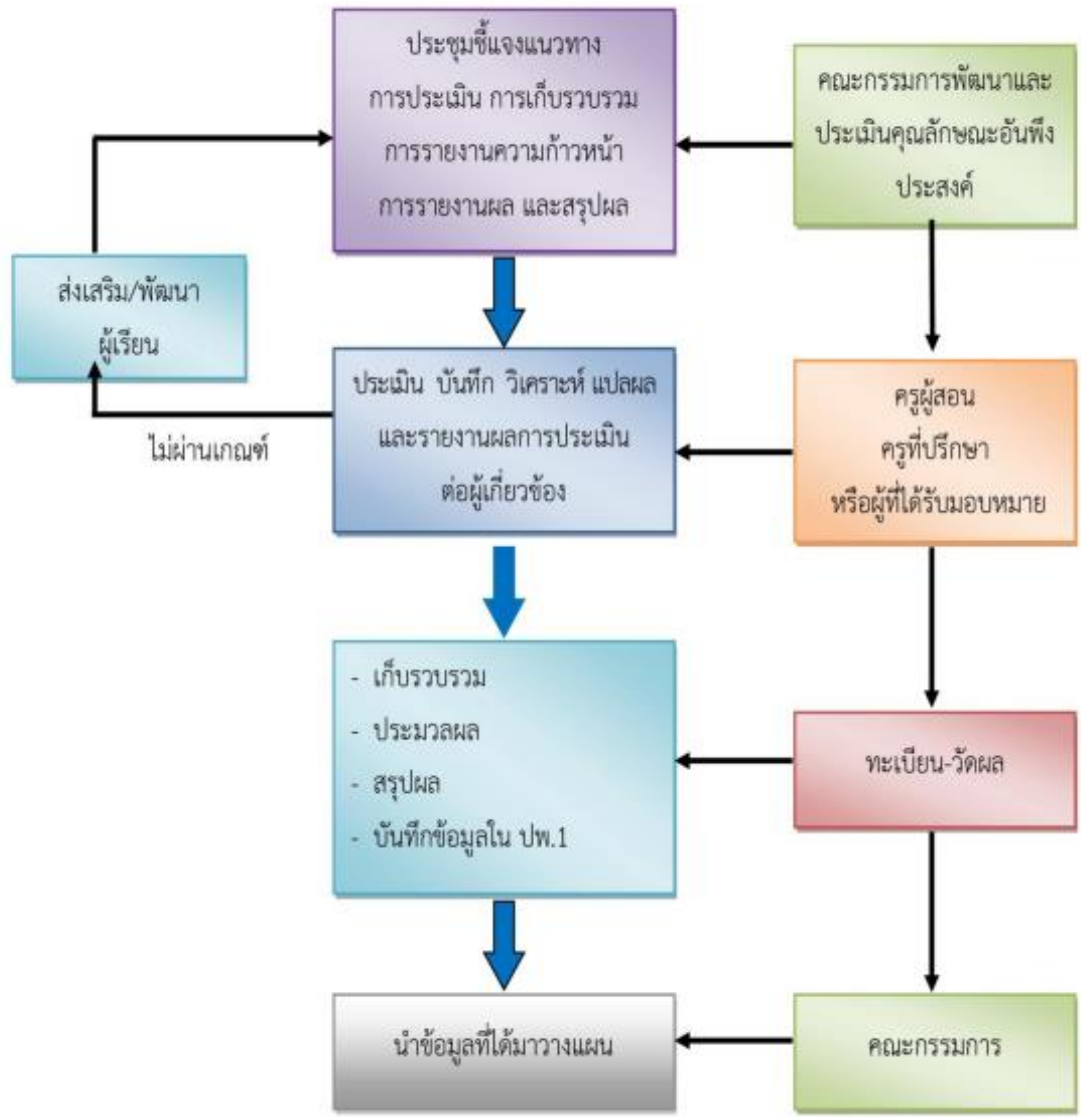 ประชุมชี้แจงแนวทาง
การประเมิน การเก็บรวบรวม
การรายงานความก้าวหน้า
การรายงานผล และสรุปผล
คณะกรรมการพัฒนาและ
ประเมินคุณลักษณะอันพึง
ประสงค์
ส่งเสริม/พัฒนา
ผู้เรียน
ไม่ผ่านเกณฑ์
ประเมิน บันทึก วิเคราะห์ แปลผล
และรายงานผลการประเมิน
ต่อผู้เกี่ยวข้อง
ครูผู้สอน
ครูที่ปรึกษา
หรือผู้ที่ได้รับมอบหมาย
- เก็บรวบรวม
- ประมวลผล
- สรุปผล
- บันทึกข้อมูลใน ปพ.1
ทะเบียน-วัดผล
นำข้อมูลที่ได้มาวางแผน
คณะกรรมการ